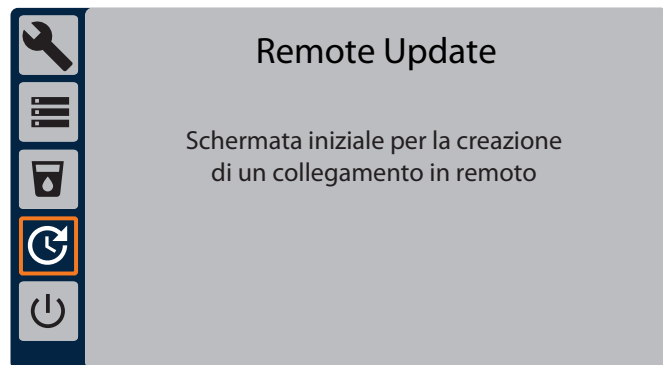 Remote Update
Schermata iniziale per la creazione
di un collegamento in remoto